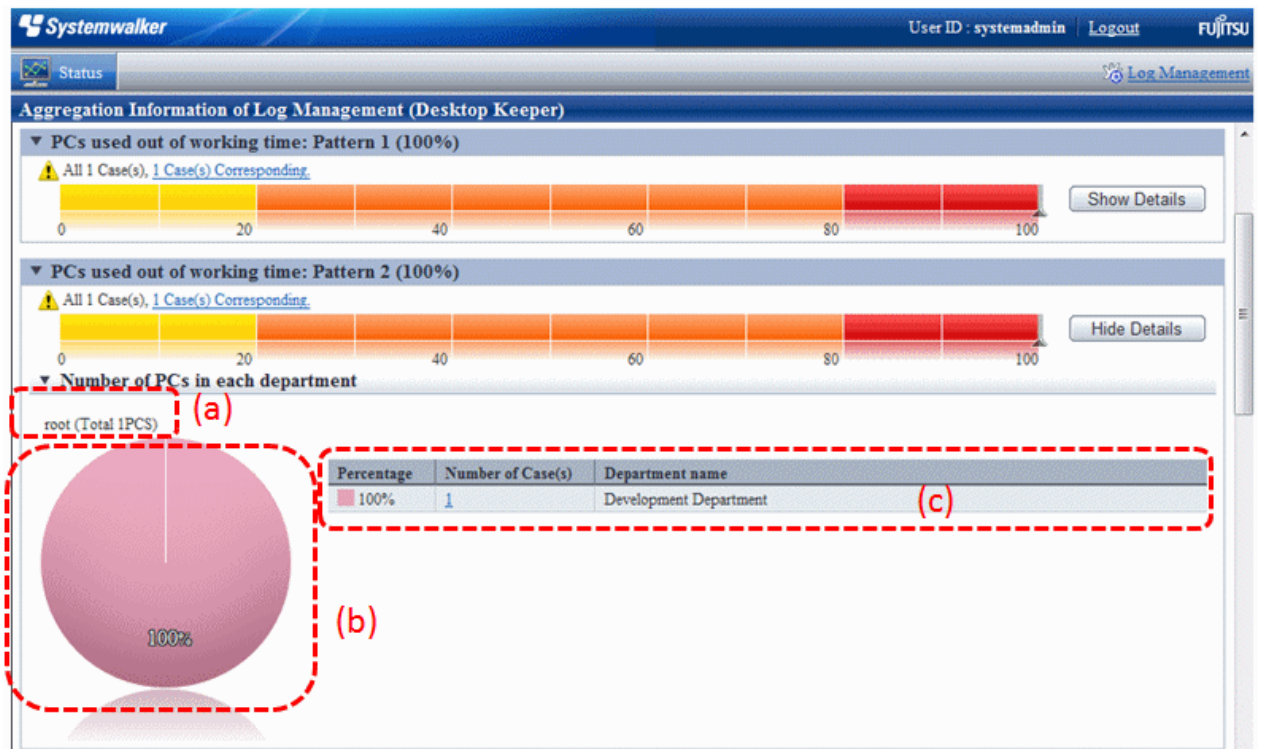 Systemwalker User ID : systemadmin Logout FUJITSU
Status Log Management
Aggregation Information of Log Management (Desktop Keeper)
▼ PCs used out of working time: Pattern 1 (100%)
All 1 Case(s), 1 Case(s) Corresponding.
Show Details
0 20 40 60 80 100
▼ PCs used out of working time: Pattern 2 (100%)
All 1 Case(s), 1 Case(s) Corresponding.
Hide Details
0 20 40 60 80 100
▼ Number of PCs in each department
(a)
root (Total 1PCS)
Percentage Number of Case(s) Department name
100% 1 Development Department
(c)
(b)
100%